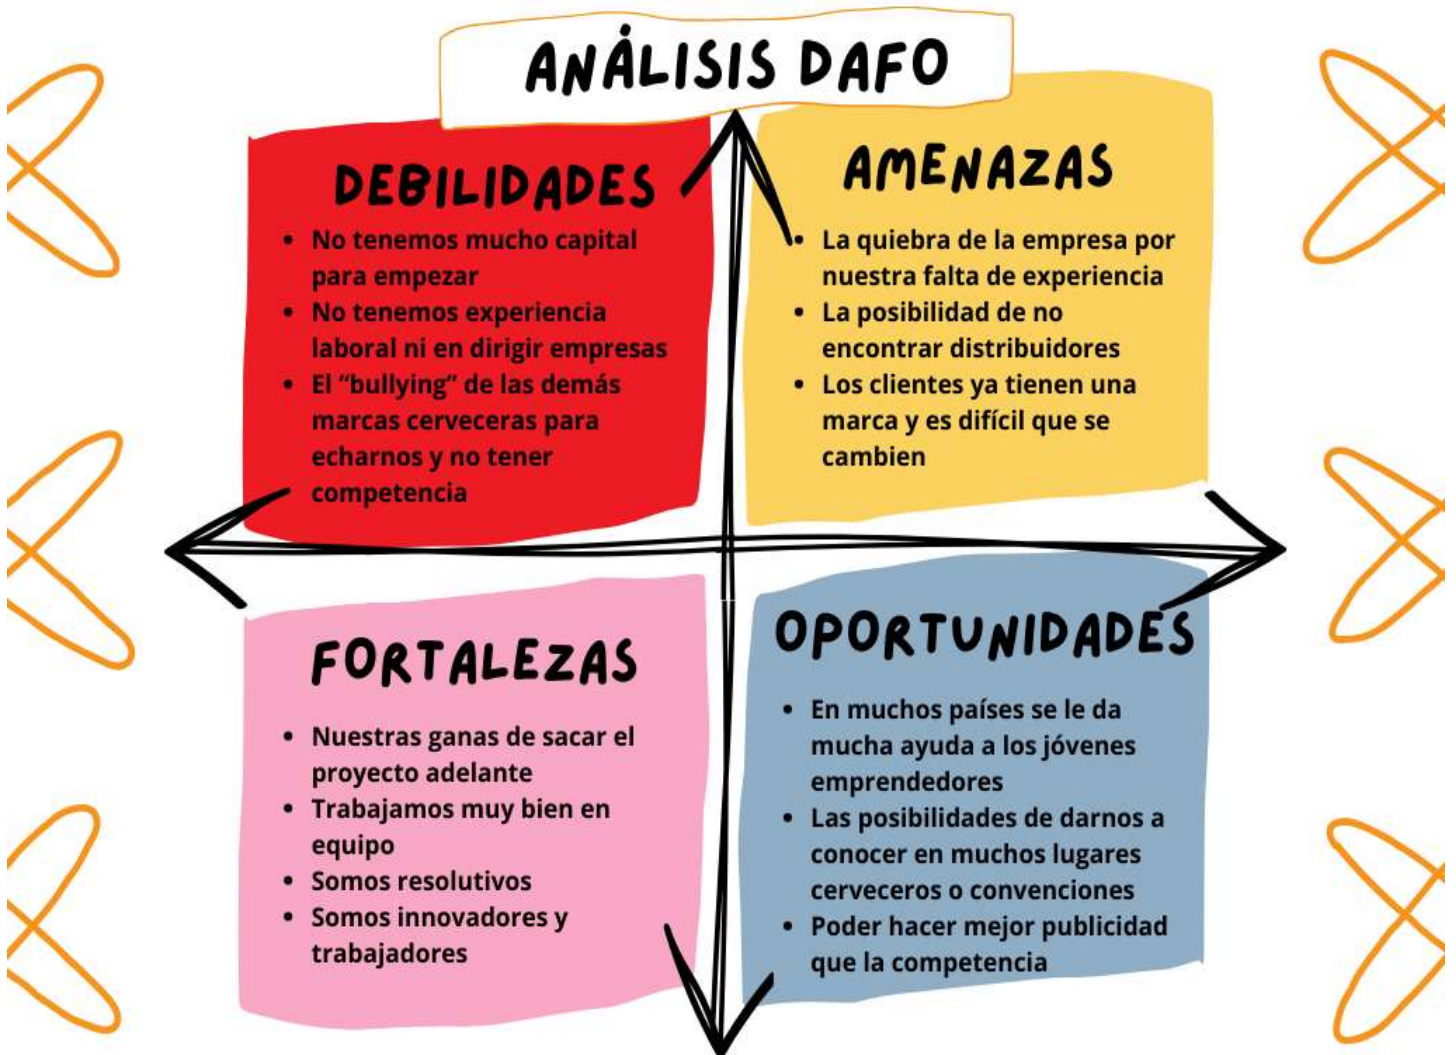 ANÁLISIS DAFO
DEBILIDADES
• No tenemos mucho capital
para empezar
• No tenemos experiencia
laboral ni en dirigir empresas
• El “bullying” de las demás
marcas cerveceras para
echarnos y no tener
competencia
AMENAZAS
• La quiebra de la empresa por
nuestra falta de experiencia
• La posibilidad de no
encontrar distribuidores
• Los clientes ya tienen una
marca y es difícil que se
cambien
FORTALEZAS
• Nuestras ganas de sacar el
proyecto adelante
• Trabajamos muy bien en
equipo
• Somos resolutivos
• Somos innovadores y
trabajadores
OPORTUNIDADES
• En muchos países se le da
mucha ayuda a los jóvenes
emprendedores
• Las posibilidades de darnos a
conocer en muchos lugares
cerveceros o convenciones
• Poder hacer mejor publicidad
que la competencia